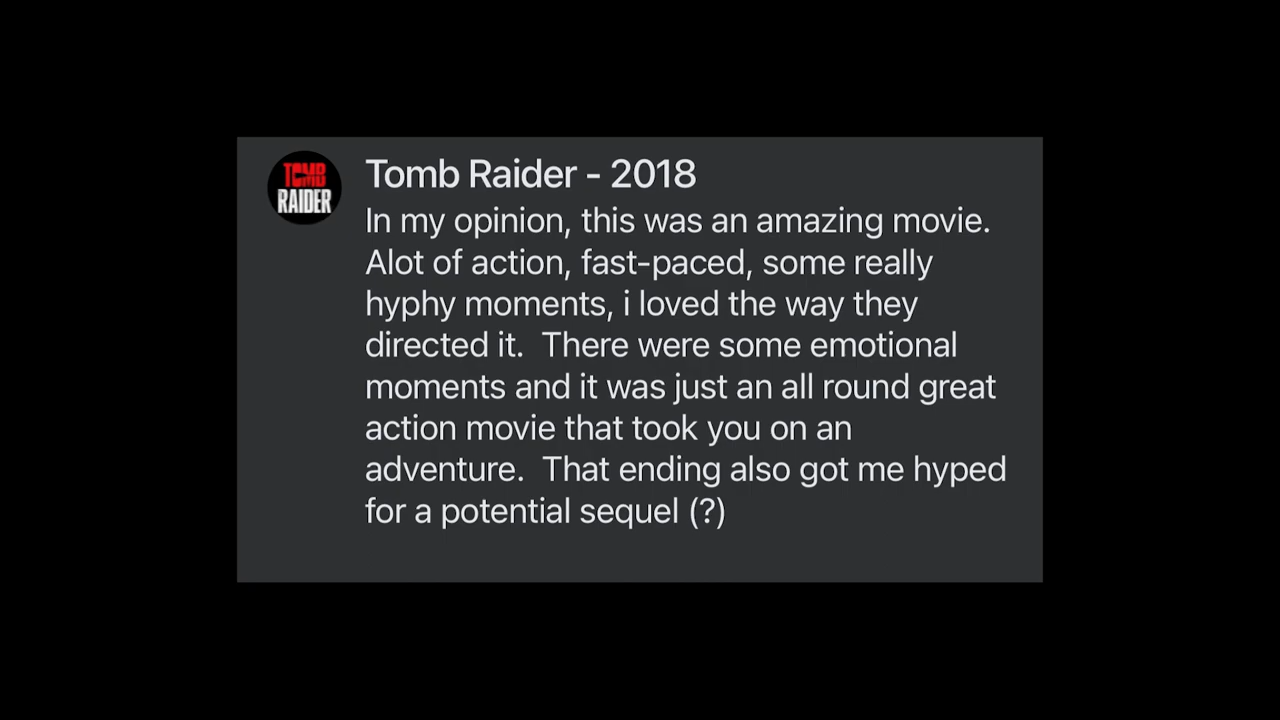 TOMB
RAIDER
Tomb Raider - 2018
In my opinion, this was an amazing movie.
Alot of action, fast-paced, some really
hyphy moments, i loved the way they
directed it.  There were some emotional
moments and it was just an all round great
action movie that took you on an
adventure.  That ending also got me hyped
for a potential sequel (?)